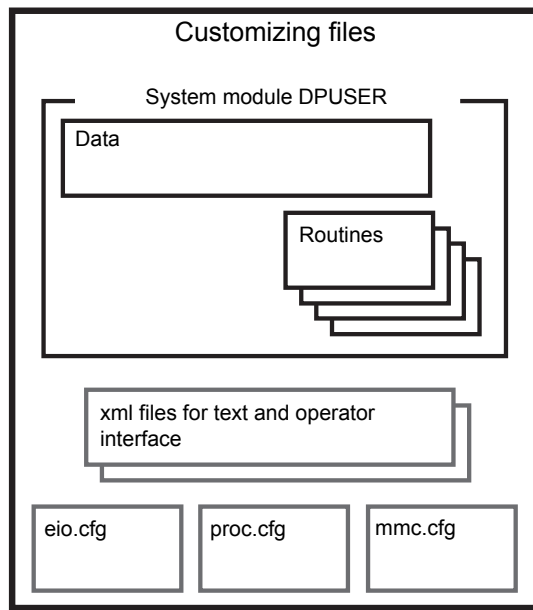 Customizing files
System module DPUSER
Data
Routines
xml files for text and operator
interface
eio.cfg
proc.cfg
mmc.cfg